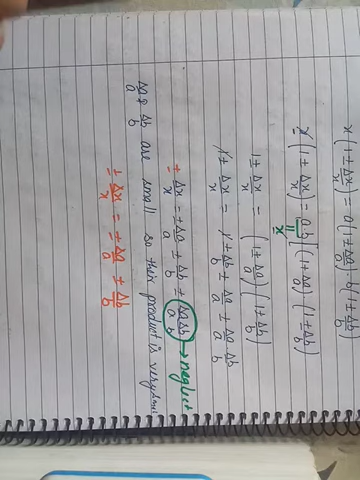 x(1±Δx/x) = a(1±Δa/a) · b(1±Δb/b)
x(1±Δx/x) = ab[(1±Δa/a) · (1±Δb/b)]
x
1±Δx/x = (1±Δa/a)(1±Δb/b)
1±Δx/x = 1±Δb/b ± Δa/a ± Δa/a Δb/b
±Δx/x = ±Δa/a ± Δb/b ± Δa/a Δb/b → neglect
Δa/a & Δb/b are small so their product is very small
±Δx/x = ±Δa/a ± Δb/b